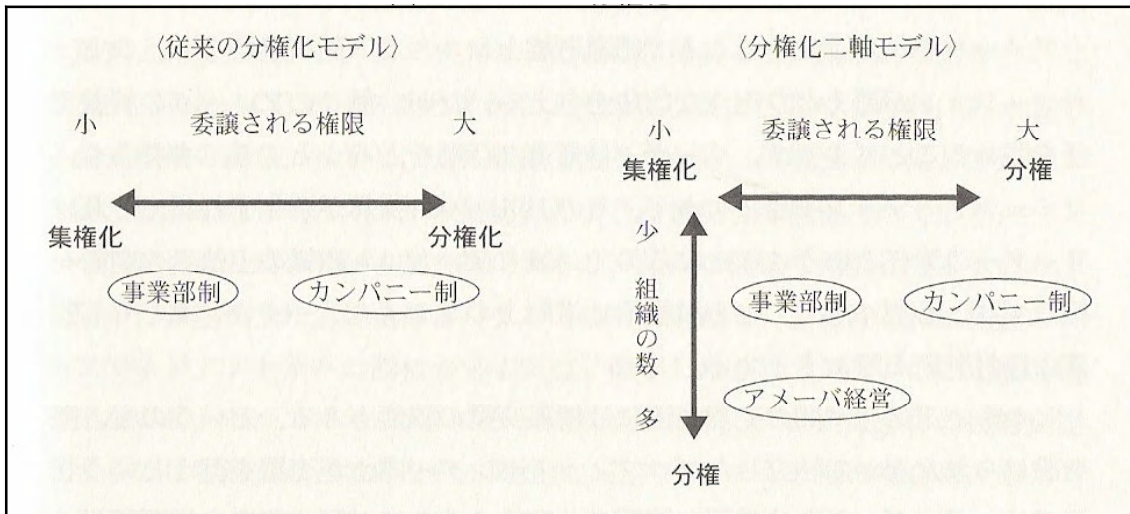 〈従来の分権化モデル〉
小 委譲される権限 大
集権化 分権化
事業部制 カンパニー制
〈分権化二軸モデル〉
小 委譲される権限 大
集権化 分権
少 組織の数 多
事業部制 カンパニー制
アメーバ経営
分権